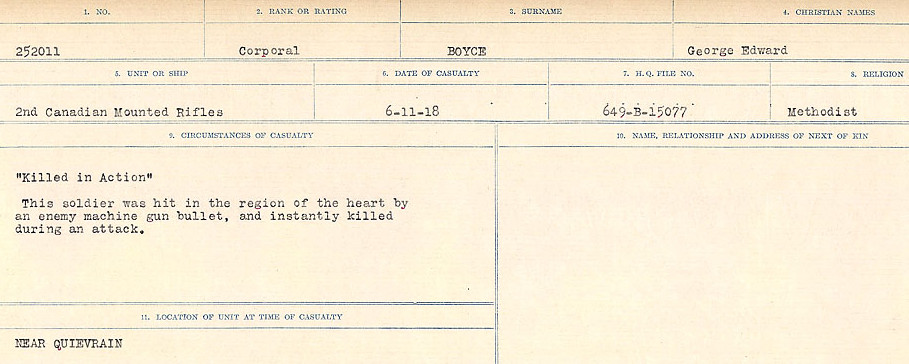 1. NO. 2. RANK OR RATING 3. SURNAME 4. CHRISTIAN NAMES
252011 Corporal BOYCE George Edward
5. UNIT OR SHIP 6. DATE OF CASUALTY 7. H. Q. FILE NO. 8. RELIGION
2nd Canadian Mounted Rifles 6-11-18 649-B-15077 Methodist
9. CIRCUMSTANCES OF CASUALTY 10. NAME, RELATIONSHIP AND ADDRESS OF NEXT OF KIN
"Killed in Action"
This soldier was hit in the region of the heart by
an enemy machine gun bullet, and instantly killed
during an attack.
11. LOCATION OF UNIT AT TIME OF CASUALTY
NEAR QUIEVRAIN